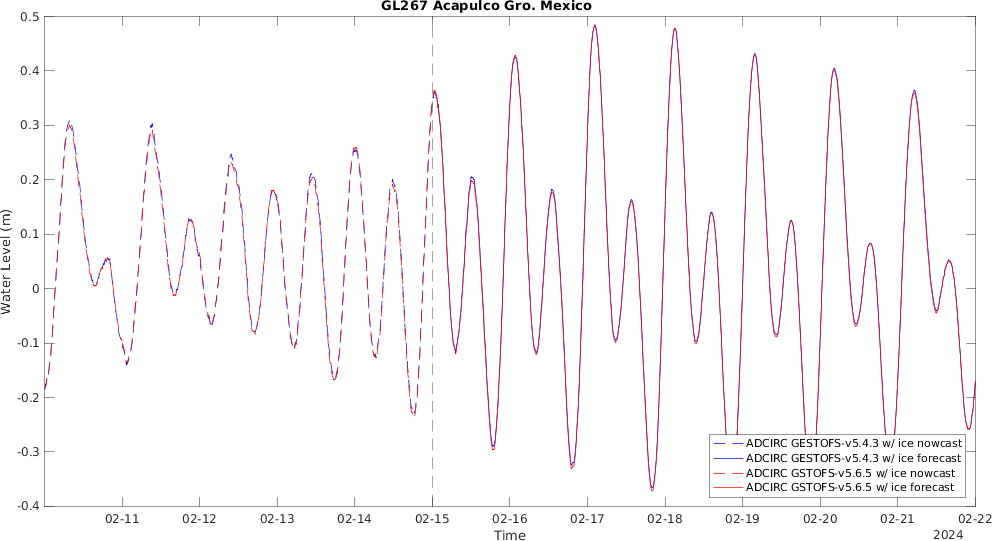 GL267 Acapulco Gro. Mexico
0.5
0.4
0.3
0.2
0.1
0
-0.1
-0.2
-0.3
-0.4
Water Level (m)
ADCIRC GESTOFS-v5.4.3 w/ ice nowcast
ADCIRC GESTOFS-v5.4.3 w/ ice forecast
ADCIRC GSTOFS-v5.6.5 w/ ice nowcast
ADCIRC GSTOFS-v5.6.5 w/ ice forecast
02-11 02-12 02-13 02-14 02-15 02-16 02-17 02-18 02-19 02-20 02-21 02-22
Time
2024